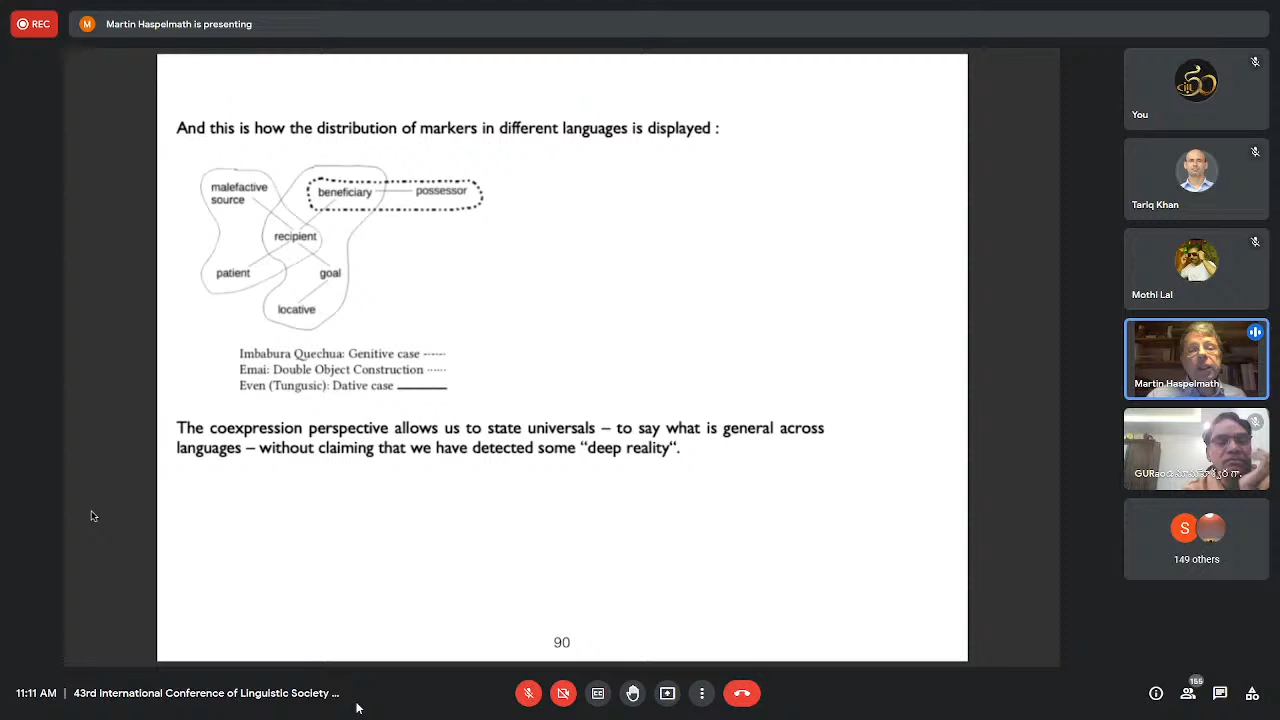 REC
M
Martin Haspelmath is presenting
And this is how the distribution of markers in different languages is displayed :
malefactive
source
beneficiary
possessor
recipient
patient
goal
locative
Imbabura Quechua: Genitive case
Emai: Double Object Construction
Even (Tungusic): Dative case
The coexpression perspective allows us to state universals – to say what is general across
languages – without claiming that we have detected some “deep reality“.
90
You
Tariq Khan
Mothi Lal
Martin Haspelmath
S
149 others
11:11 AM | 43rd International Conference of Linguistic Society ...
156